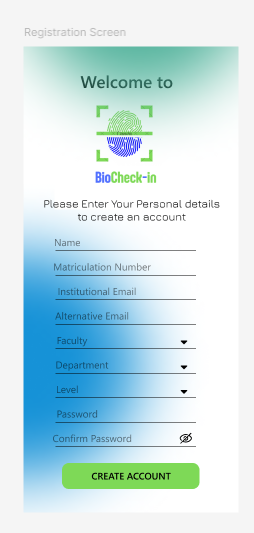 Registration Screen
Welcome to
BioCheck-in
Please Enter Your Personal details
to create an account
Name
Matriculation Number
Institutional Email
Alternative Email
Faculty
Department
Level
Password
Confirm Password
CREATE ACCOUNT